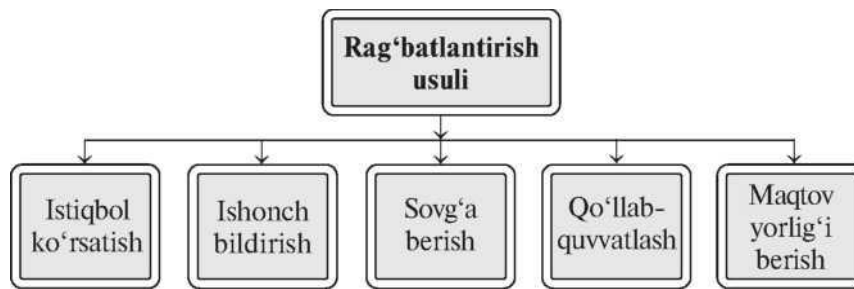 Rag‘batlantirish
usuli
Istiqbol
ko‘rsatish
Ishonch
bildirish
Sovg‘a
berish
Qo‘llab-
quvvatlash
Maqtov
yorlig‘i
berish